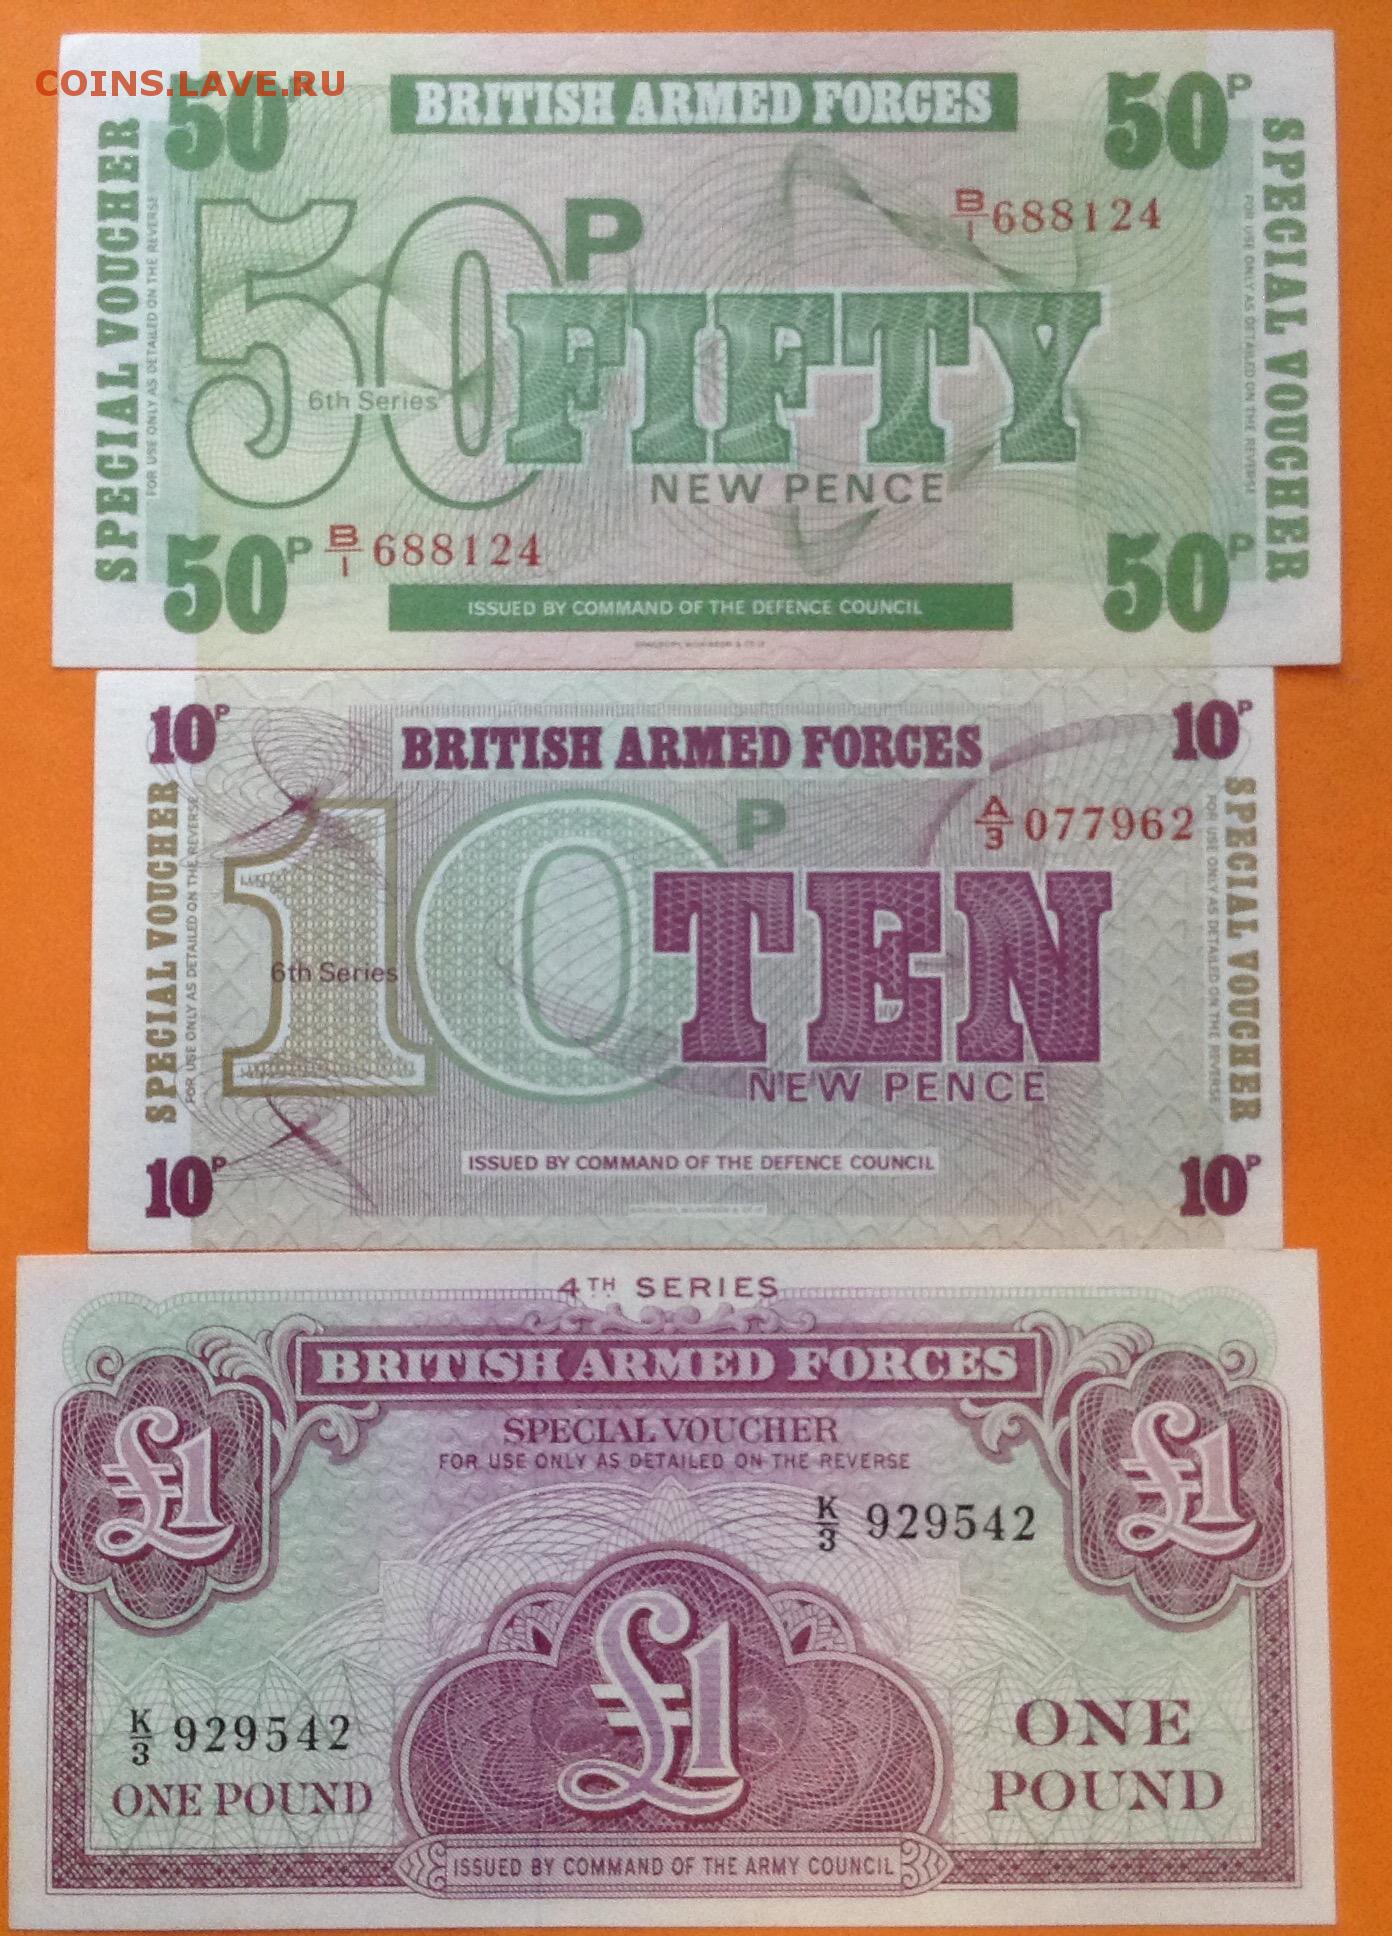 COINS.LAVE.RU
50P
BRITISH ARMED FORCES
50P
SPECIAL VOUCHER
FOR USE ONLY AS DETAILED ON THE REVERSE
B/1 688124
SPECIAL VOUCHER
FOR USE ONLY AS DETAILED ON THE REVERSE
50P
FIFTY
6th Series
NEW PENCE
50P
B/1 688124
50P
ISSUED BY COMMAND OF THE DEFENCE COUNCIL
10P
BRITISH ARMED FORCES
10P
SPECIAL VOUCHER
FOR USE ONLY AS DETAILED ON THE REVERSE
A/3 077962
SPECIAL VOUCHER
FOR USE ONLY AS DETAILED ON THE REVERSE
10P
TEN
6th Series
NEW PENCE
10P
ISSUED BY COMMAND OF THE DEFENCE COUNCIL
10P
4TH SERIES
BRITISH ARMED FORCES
£1
SPECIAL VOUCHER
£1
FOR USE ONLY AS DETAILED ON THE REVERSE
K/3 929542
£1
K/3 929542
ONE POUND
ONE
POUND
ISSUED BY COMMAND OF THE ARMY COUNCIL